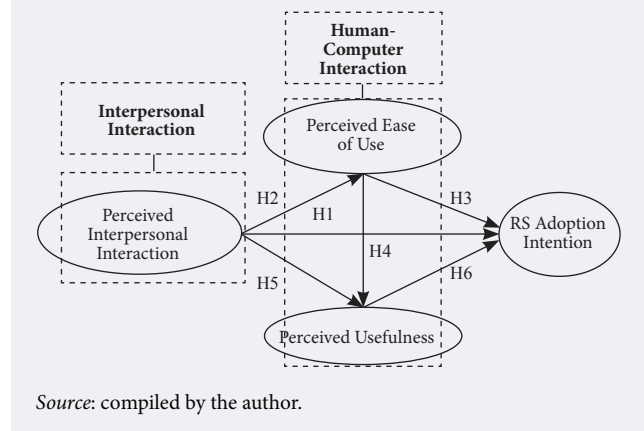 Human-
Computer
Interaction
Interpersonal
Interaction
Perceived Ease
of Use
H2
H3
Perceived
Interpersonal
Interaction
H1
RS Adoption
Intention
H4
H5
H6
Perceived Usefulness
Source: compiled by the author.